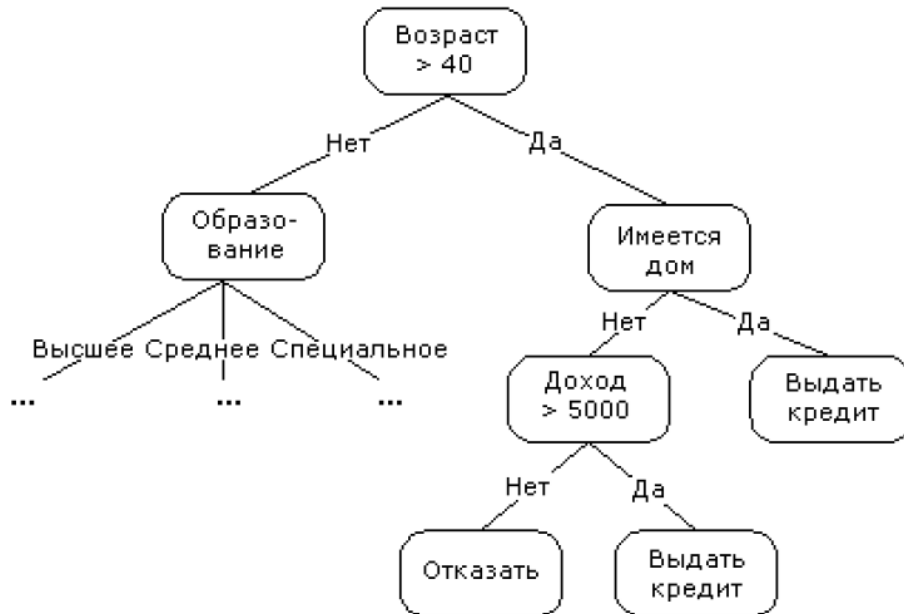 Возраст
> 40
Нет
Да
Образо-
вание
Имеется
дом
Высшее Среднее Специальное
... ... ...
Нет
Да
Доход
> 5000
Выдать
кредит
Нет
Да
Отказать
Выдать
кредит